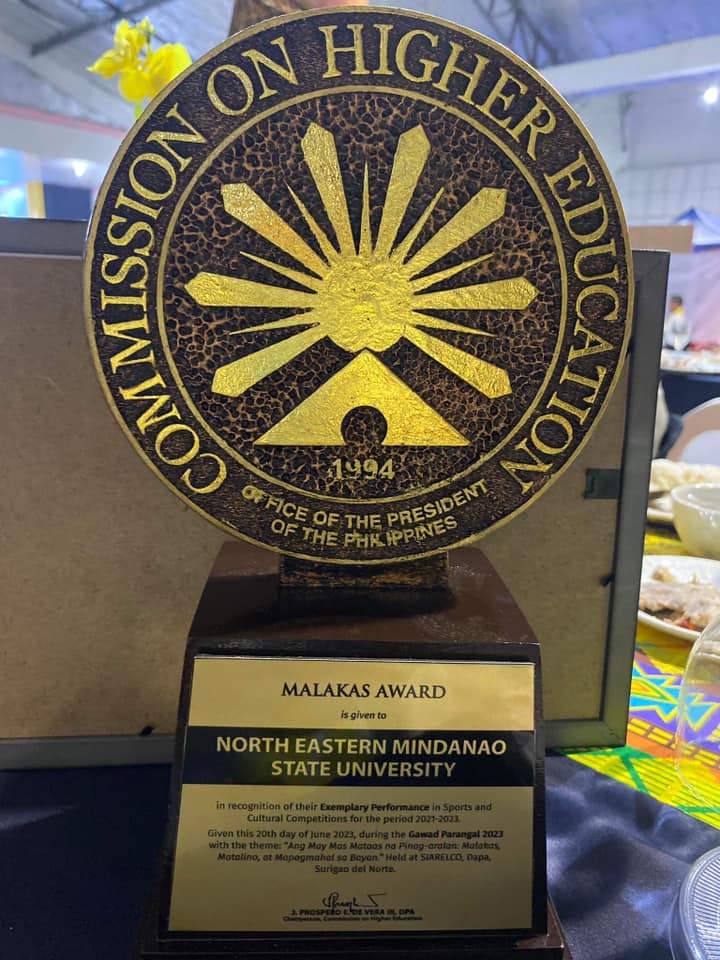 COMMISSION ON HIGHER EDUCATION
1994
OFFICE OF THE PRESIDENT
OF THE PHILIPPINES
MALAKAS AWARD
is given to
NORTH EASTERN MINDANAO
STATE UNIVERSITY
in recognition of their Exemplary Performance in Sports and
Cultural Competitions for the period 2021-2023.
Given this 20th day of June 2023, during the Gawad Parangal 2023
with the theme: "Ang May Mas Mataas na Pinag-aralan: Malakas,
Matalino, at Mapagmahal sa Bayan." Held at SIARELCO, Dapa,
Surigao del Norte.
J. PROSPERO E. DE VERA III, DPA
Chairperson, Commission on Higher Education